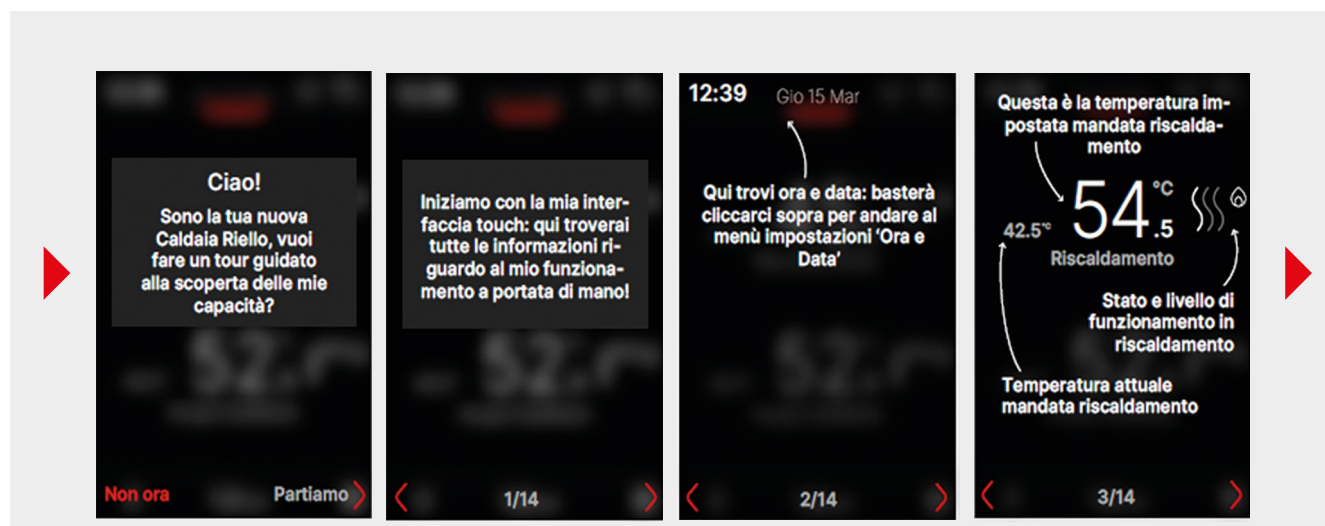 Ciao!
Sono la tua nuova
Caldaia Riello, vuoi
fare un tour guidato
alla scoperta delle mie
capacità?
Non ora
Partiamo
Iniziamo con la mia inter-
faccia touch: qui troverai
tutte le informazioni ri-
guardo al mio funziona-
mento a portata di mano!
1/14
12:39
Gio 15 Mar
Qui trovi ora e data: basterà
cliccarci sopra per andare al
menù impostazioni ‘Ora e
Data’
2/14
Questa è la temperatura im-
postata mandata riscalda-
mento
42.5°C
54.5 °C
Riscaldamento
Stato e livello di
funzionamento in
riscaldamento
Temperatura attuale
mandata riscaldamento
3/14